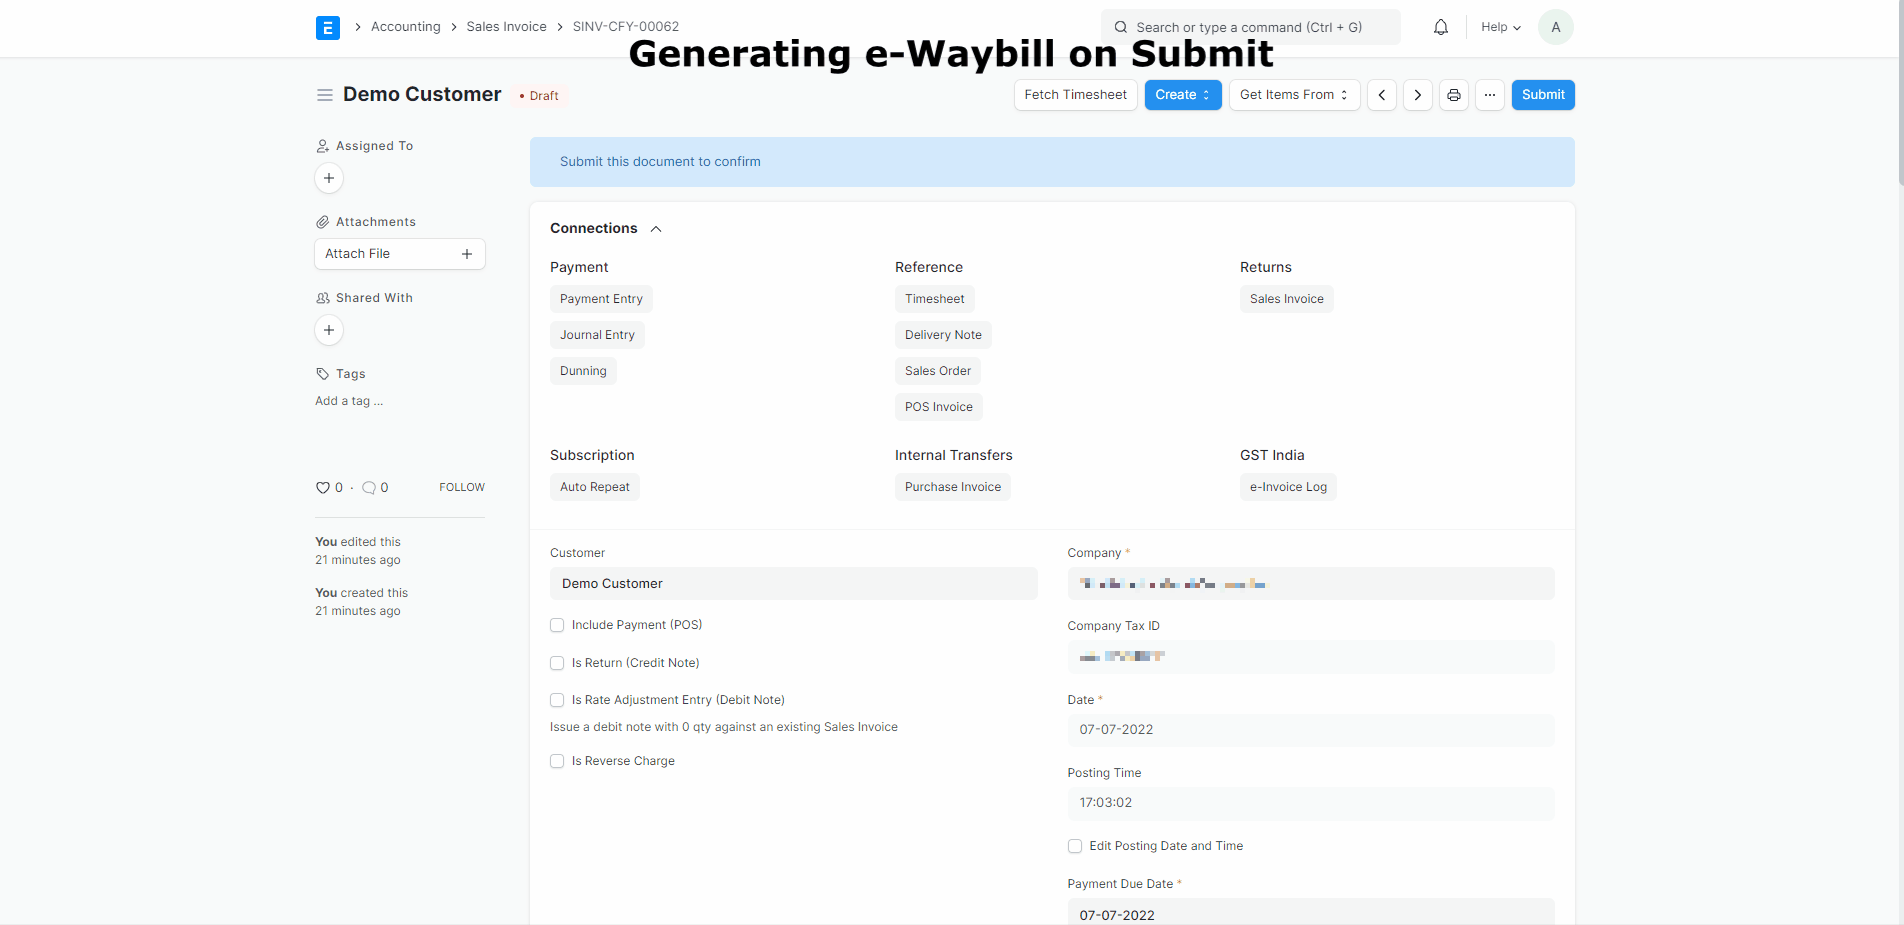 E Accounting Sales Invoice SINV-CFY-00062
Search or type a command (Ctrl + G)
Help
A
Generating e-Waybill on Submit
Demo Customer
• Draft
Fetch Timesheet
Create
Get Items From
...
Submit
Assigned To
+
Attachments
Attach File +
Shared With
+
Tags
Add a tag ...
0 · 0 FOLLOW
You edited this
21 minutes ago
You created this
21 minutes ago
Submit this document to confirm
Connections
Payment
Payment Entry
Journal Entry
Dunning
Reference
Timesheet
Delivery Note
Sales Order
POS Invoice
Returns
Sales Invoice
Subscription
Auto Repeat
Internal Transfers
Purchase Invoice
GST India
e-Invoice Log
Customer
Demo Customer
Include Payment (POS)
Is Return (Credit Note)
Is Rate Adjustment Entry (Debit Note)
Issue a debit note with 0 qty against an existing Sales Invoice
Is Reverse Charge
Company *
Company Tax ID
Date *
07-07-2022
Posting Time
17:03:02
Edit Posting Date and Time
Payment Due Date *
07-07-2022